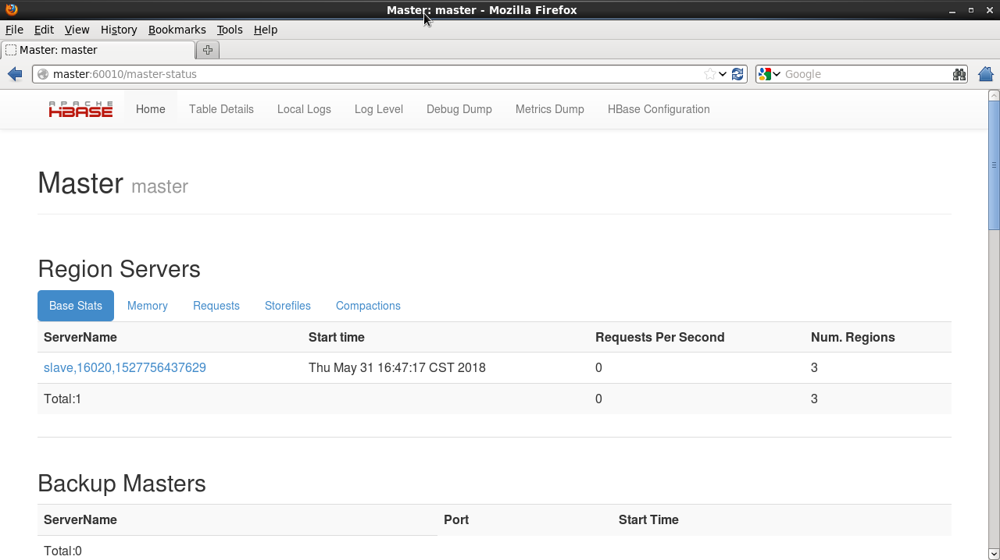 Master: master - Mozilla Firefox
File Edit View History Bookmarks Tools Help
Master: master
master:60010/master-status Google
APACHE
HBASE Home Table Details Local Logs Log Level Debug Dump Metrics Dump HBase Configuration
Master master
Region Servers
Base Stats Memory Requests Storefiles Compactions
ServerName Start time Requests Per Second Num. Regions
slave,16020,1527756437629 Thu May 31 16:47:17 CST 2018 0 3
Total:1 0 3
Backup Masters
ServerName Port Start Time
Total:0